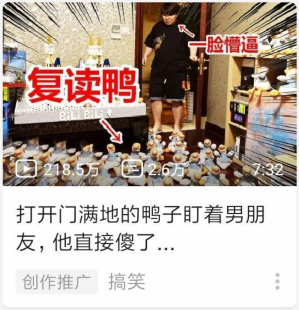 一脸懵逼
复读鸭
BiLi BiLi
218.5万
2.6万
7:32
打开门满地的鸭子盯着男朋
友，他直接傻了...
创作推广
搞笑